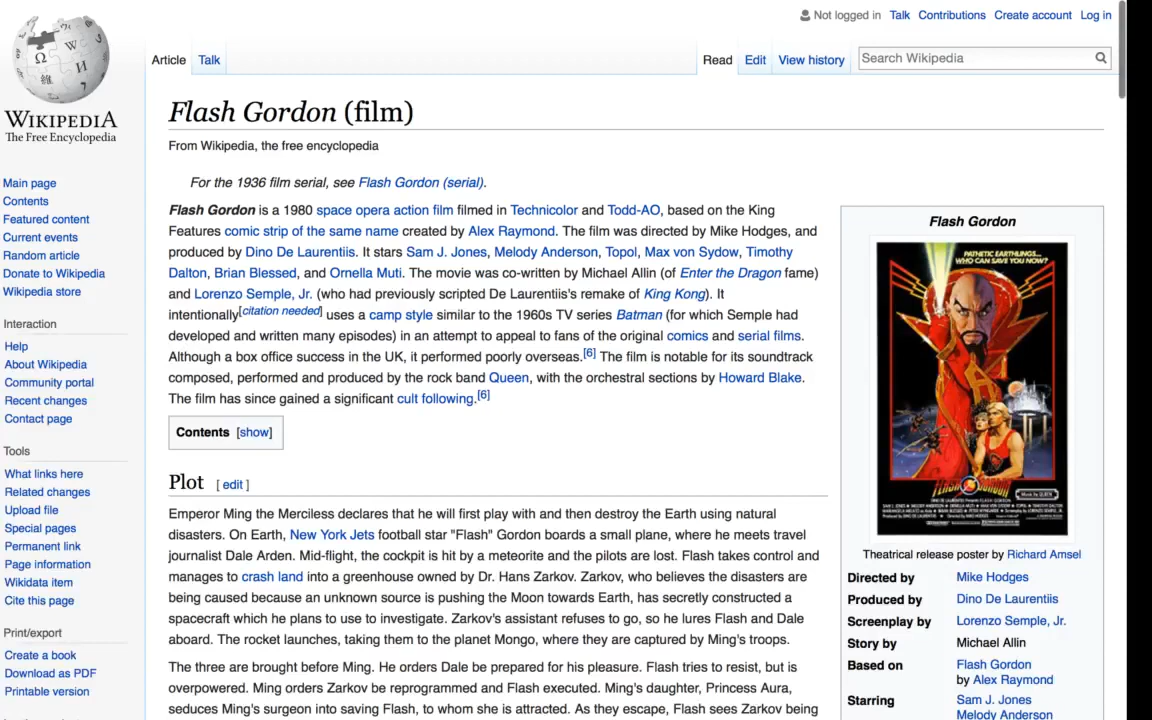 Not logged in Talk Contributions Create account Log in
Article Talk Read Edit View history Search Wikipedia
WIKIPEDIA
The Free Encyclopedia
Main page
Contents
Featured content
Current events
Random article
Donate to Wikipedia
Wikipedia store
Interaction
Help
About Wikipedia
Community portal
Recent changes
Contact page
Tools
What links here
Related changes
Upload file
Special pages
Permanent link
Page information
Wikidata item
Cite this page
Print/export
Create a book
Download as PDF
Printable version
Flash Gordon (film)
From Wikipedia, the free encyclopedia
For the 1936 film serial, see Flash Gordon (serial).
Flash Gordon is a 1980 space opera action film filmed in Technicolor and Todd-AO, based on the King
Features comic strip of the same name created by Alex Raymond. The film was directed by Mike Hodges, and
produced by Dino De Laurentiis. It stars Sam J. Jones, Melody Anderson, Topol, Max von Sydow, Timothy
Dalton, Brian Blessed, and Ornella Muti. The movie was co-written by Michael Allin (of Enter the Dragon fame)
and Lorenzo Semple, Jr. (who had previously scripted De Laurentiis's remake of King Kong). It
intentionally[citation needed] uses a camp style similar to the 1960s TV series Batman (for which Semple had
developed and written many episodes) in an attempt to appeal to fans of the original comics and serial films.
Although a box office success in the UK, it performed poorly overseas.[6] The film is notable for its soundtrack
composed, performed and produced by the rock band Queen, with the orchestral sections by Howard Blake.
The film has since gained a significant cult following.[6]
Contents [show]
Plot [ edit ]
Emperor Ming the Merciless declares that he will first play with and then destroy the Earth using natural
disasters. On Earth, New York Jets football star "Flash" Gordon boards a small plane, where he meets travel
journalist Dale Arden. Mid-flight, the cockpit is hit by a meteorite and the pilots are lost. Flash takes control and
manages to crash land into a greenhouse owned by Dr. Hans Zarkov. Zarkov, who believes the disasters are
being caused because an unknown source is pushing the Moon towards Earth, has secretly constructed a
spacecraft which he plans to use to investigate. Zarkov's assistant refuses to go, so he lures Flash and Dale
aboard. The rocket launches, taking them to the planet Mongo, where they are captured by Ming's troops.
The three are brought before Ming. He orders Dale be prepared for his pleasure. Flash tries to resist, but is
overpowered. Ming orders Zarkov be reprogrammed and Flash executed. Ming's daughter, Princess Aura,
seduces Ming's surgeon into saving Flash, to whom she is attracted. As they escape, Flash sees Zarkov being
Flash Gordon
PATHETIC EARTHLINGS...
WHO CAN SAVE YOU NOW?
FLASH GORDON
Theatrical release poster by Richard Amsel
Directed by Mike Hodges
Produced by Dino De Laurentiis
Screenplay by Lorenzo Semple, Jr.
Story by Michael Allin
Based on Flash Gordon
by Alex Raymond
Starring Sam J. Jones
Melody Anderson